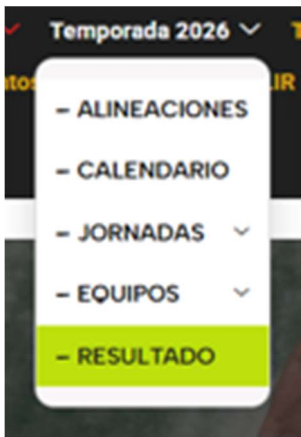 Temporada 2026
– ALINEACIONES
– CALENDARIO
– JORNADAS
– EQUIPOS
– RESULTADO